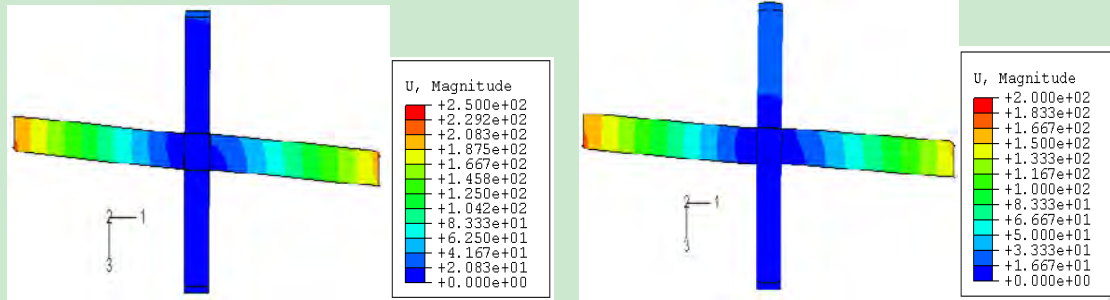 U, Magnitude
+2.500e+02
+2.292e+02
+2.083e+02
+1.875e+02
+1.667e+02
+1.458e+02
+1.250e+02
+1.042e+02
+8.333e+01
+6.250e+01
+4.167e+01
+2.083e+01
+0.000e+00
2 1
3
U, Magnitude
+2.000e+02
+1.833e+02
+1.667e+02
+1.500e+02
+1.333e+02
+1.167e+02
+1.000e+02
+8.333e+01
+6.667e+01
+5.000e+01
+3.333e+01
+1.667e+01
+0.000e+00
2 1
3